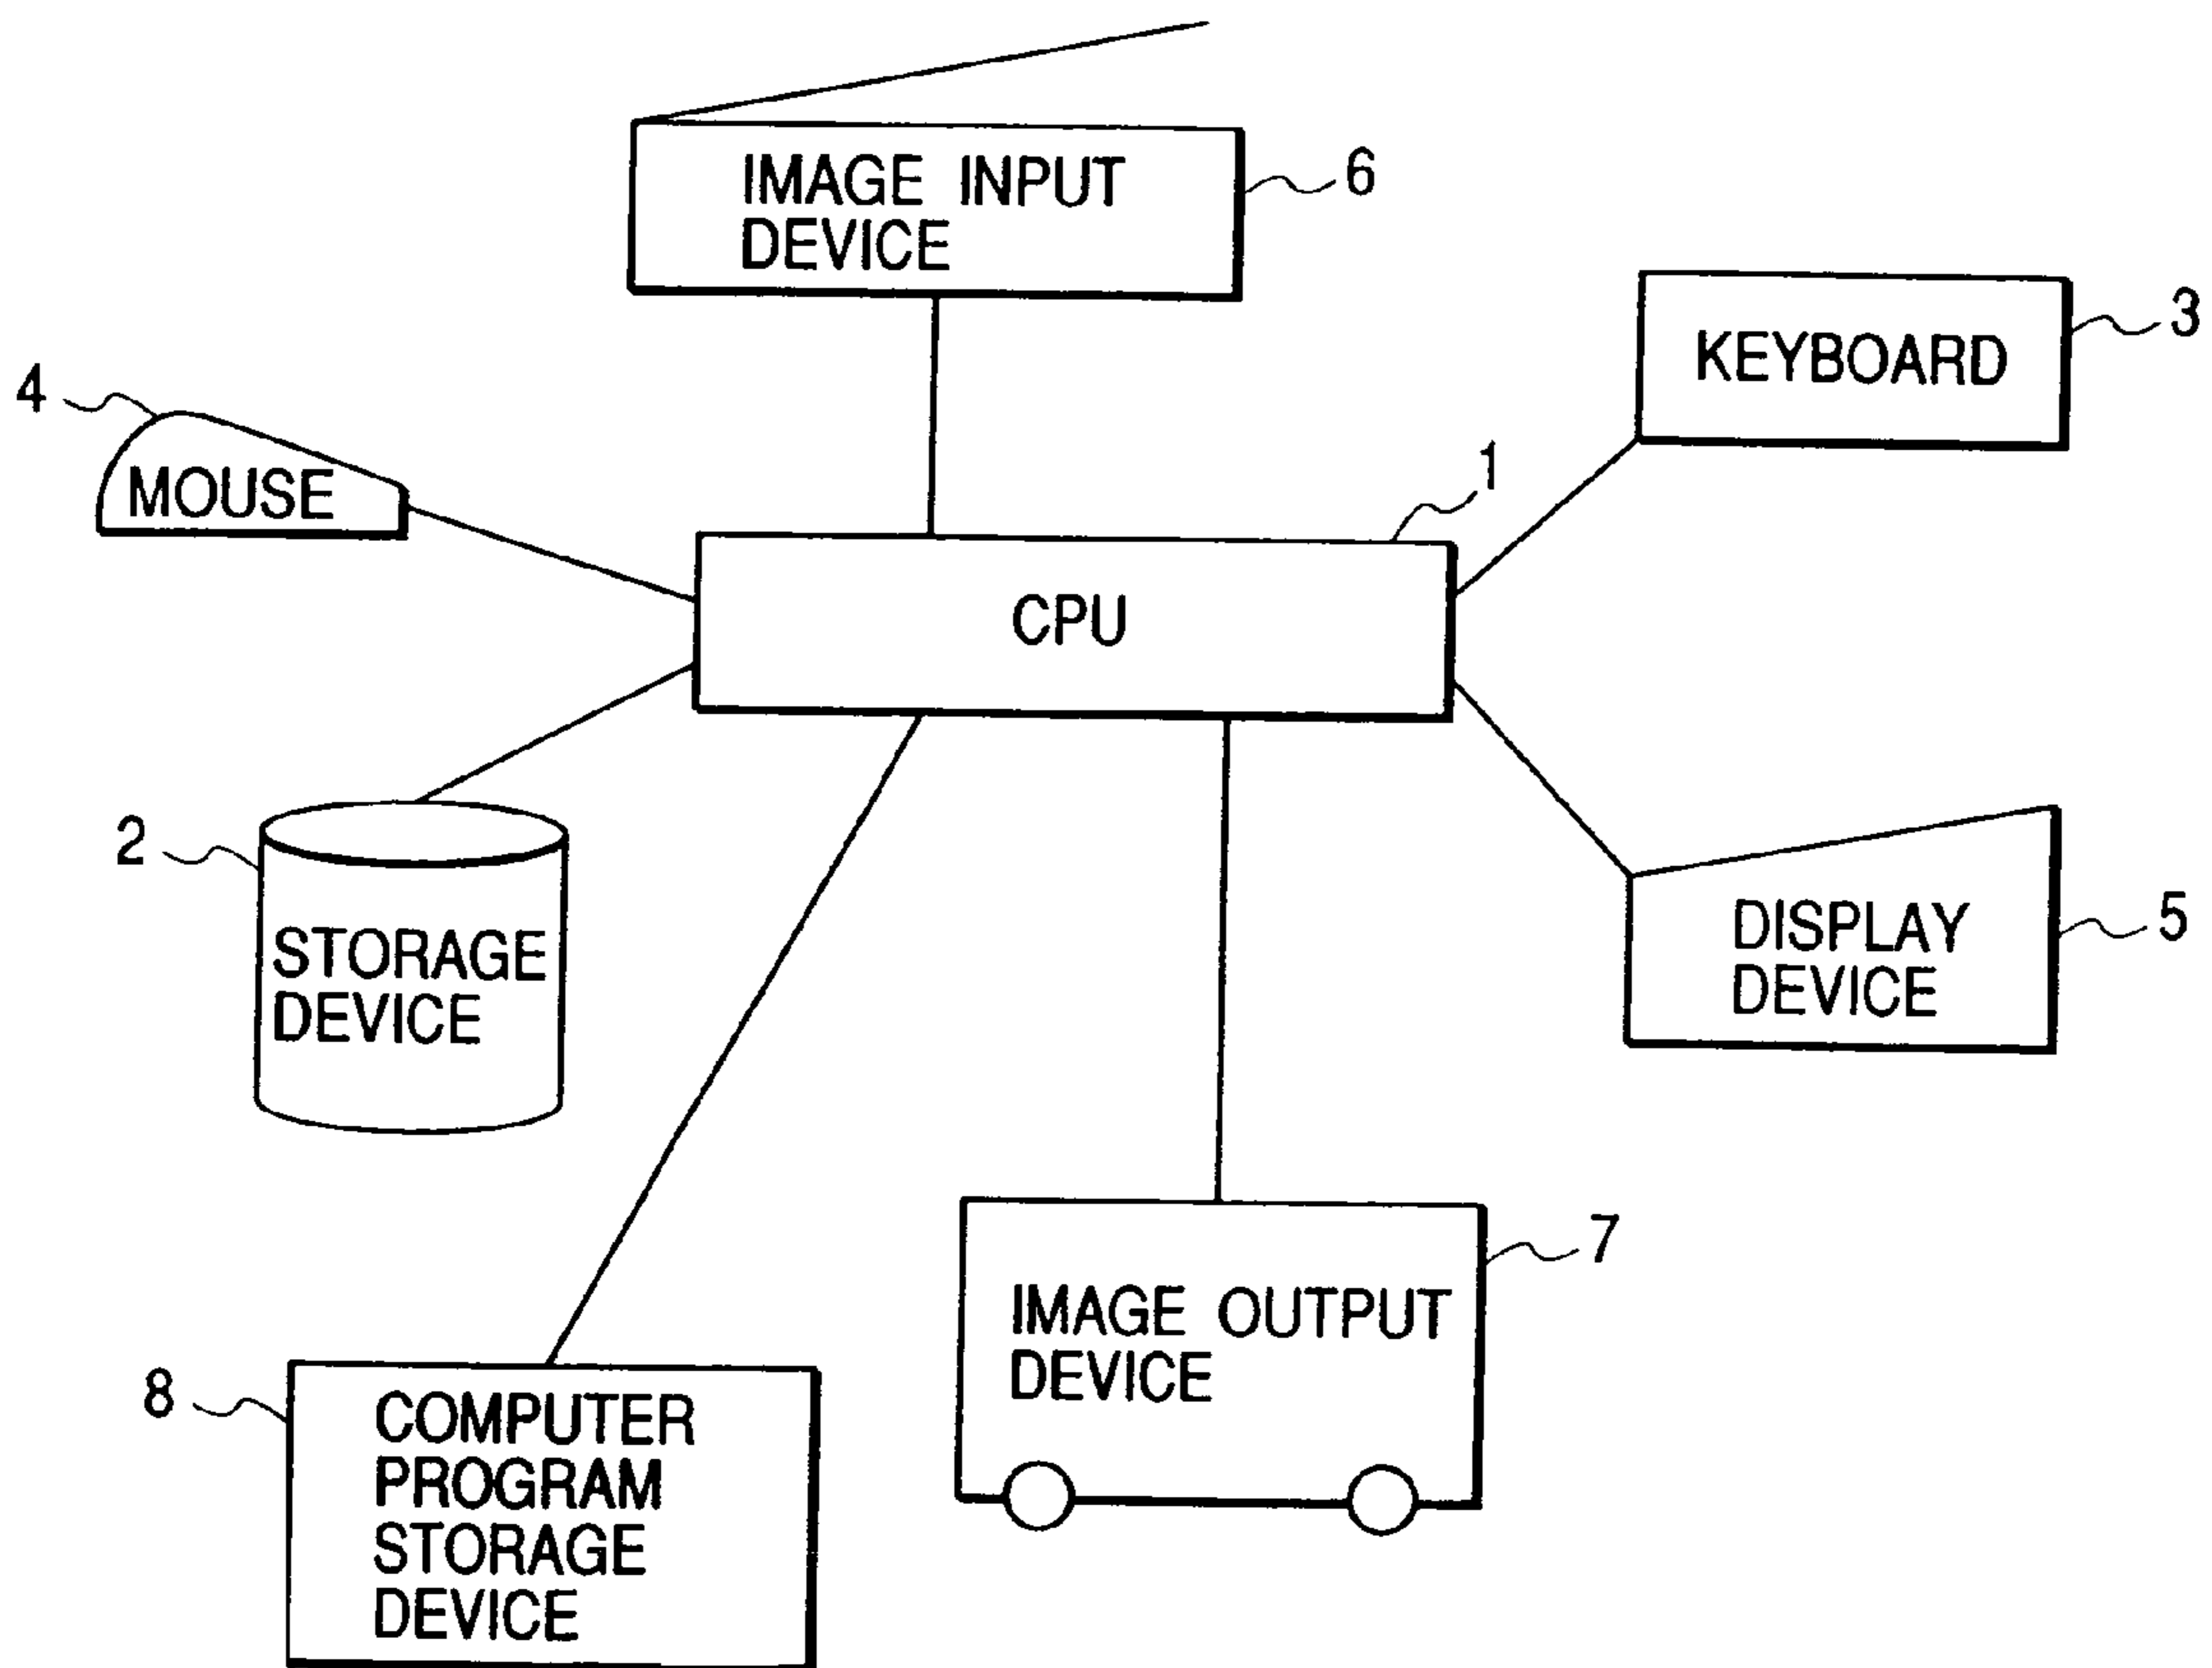 IMAGE INPUT
DEVICE
6
KEYBOARD
3
4
MOUSE
1
CPU
2
STORAGE
DEVICE
DISPLAY
DEVICE
5
IMAGE OUTPUT
DEVICE
7
8
COMPUTER
PROGRAM
STORAGE
DEVICE